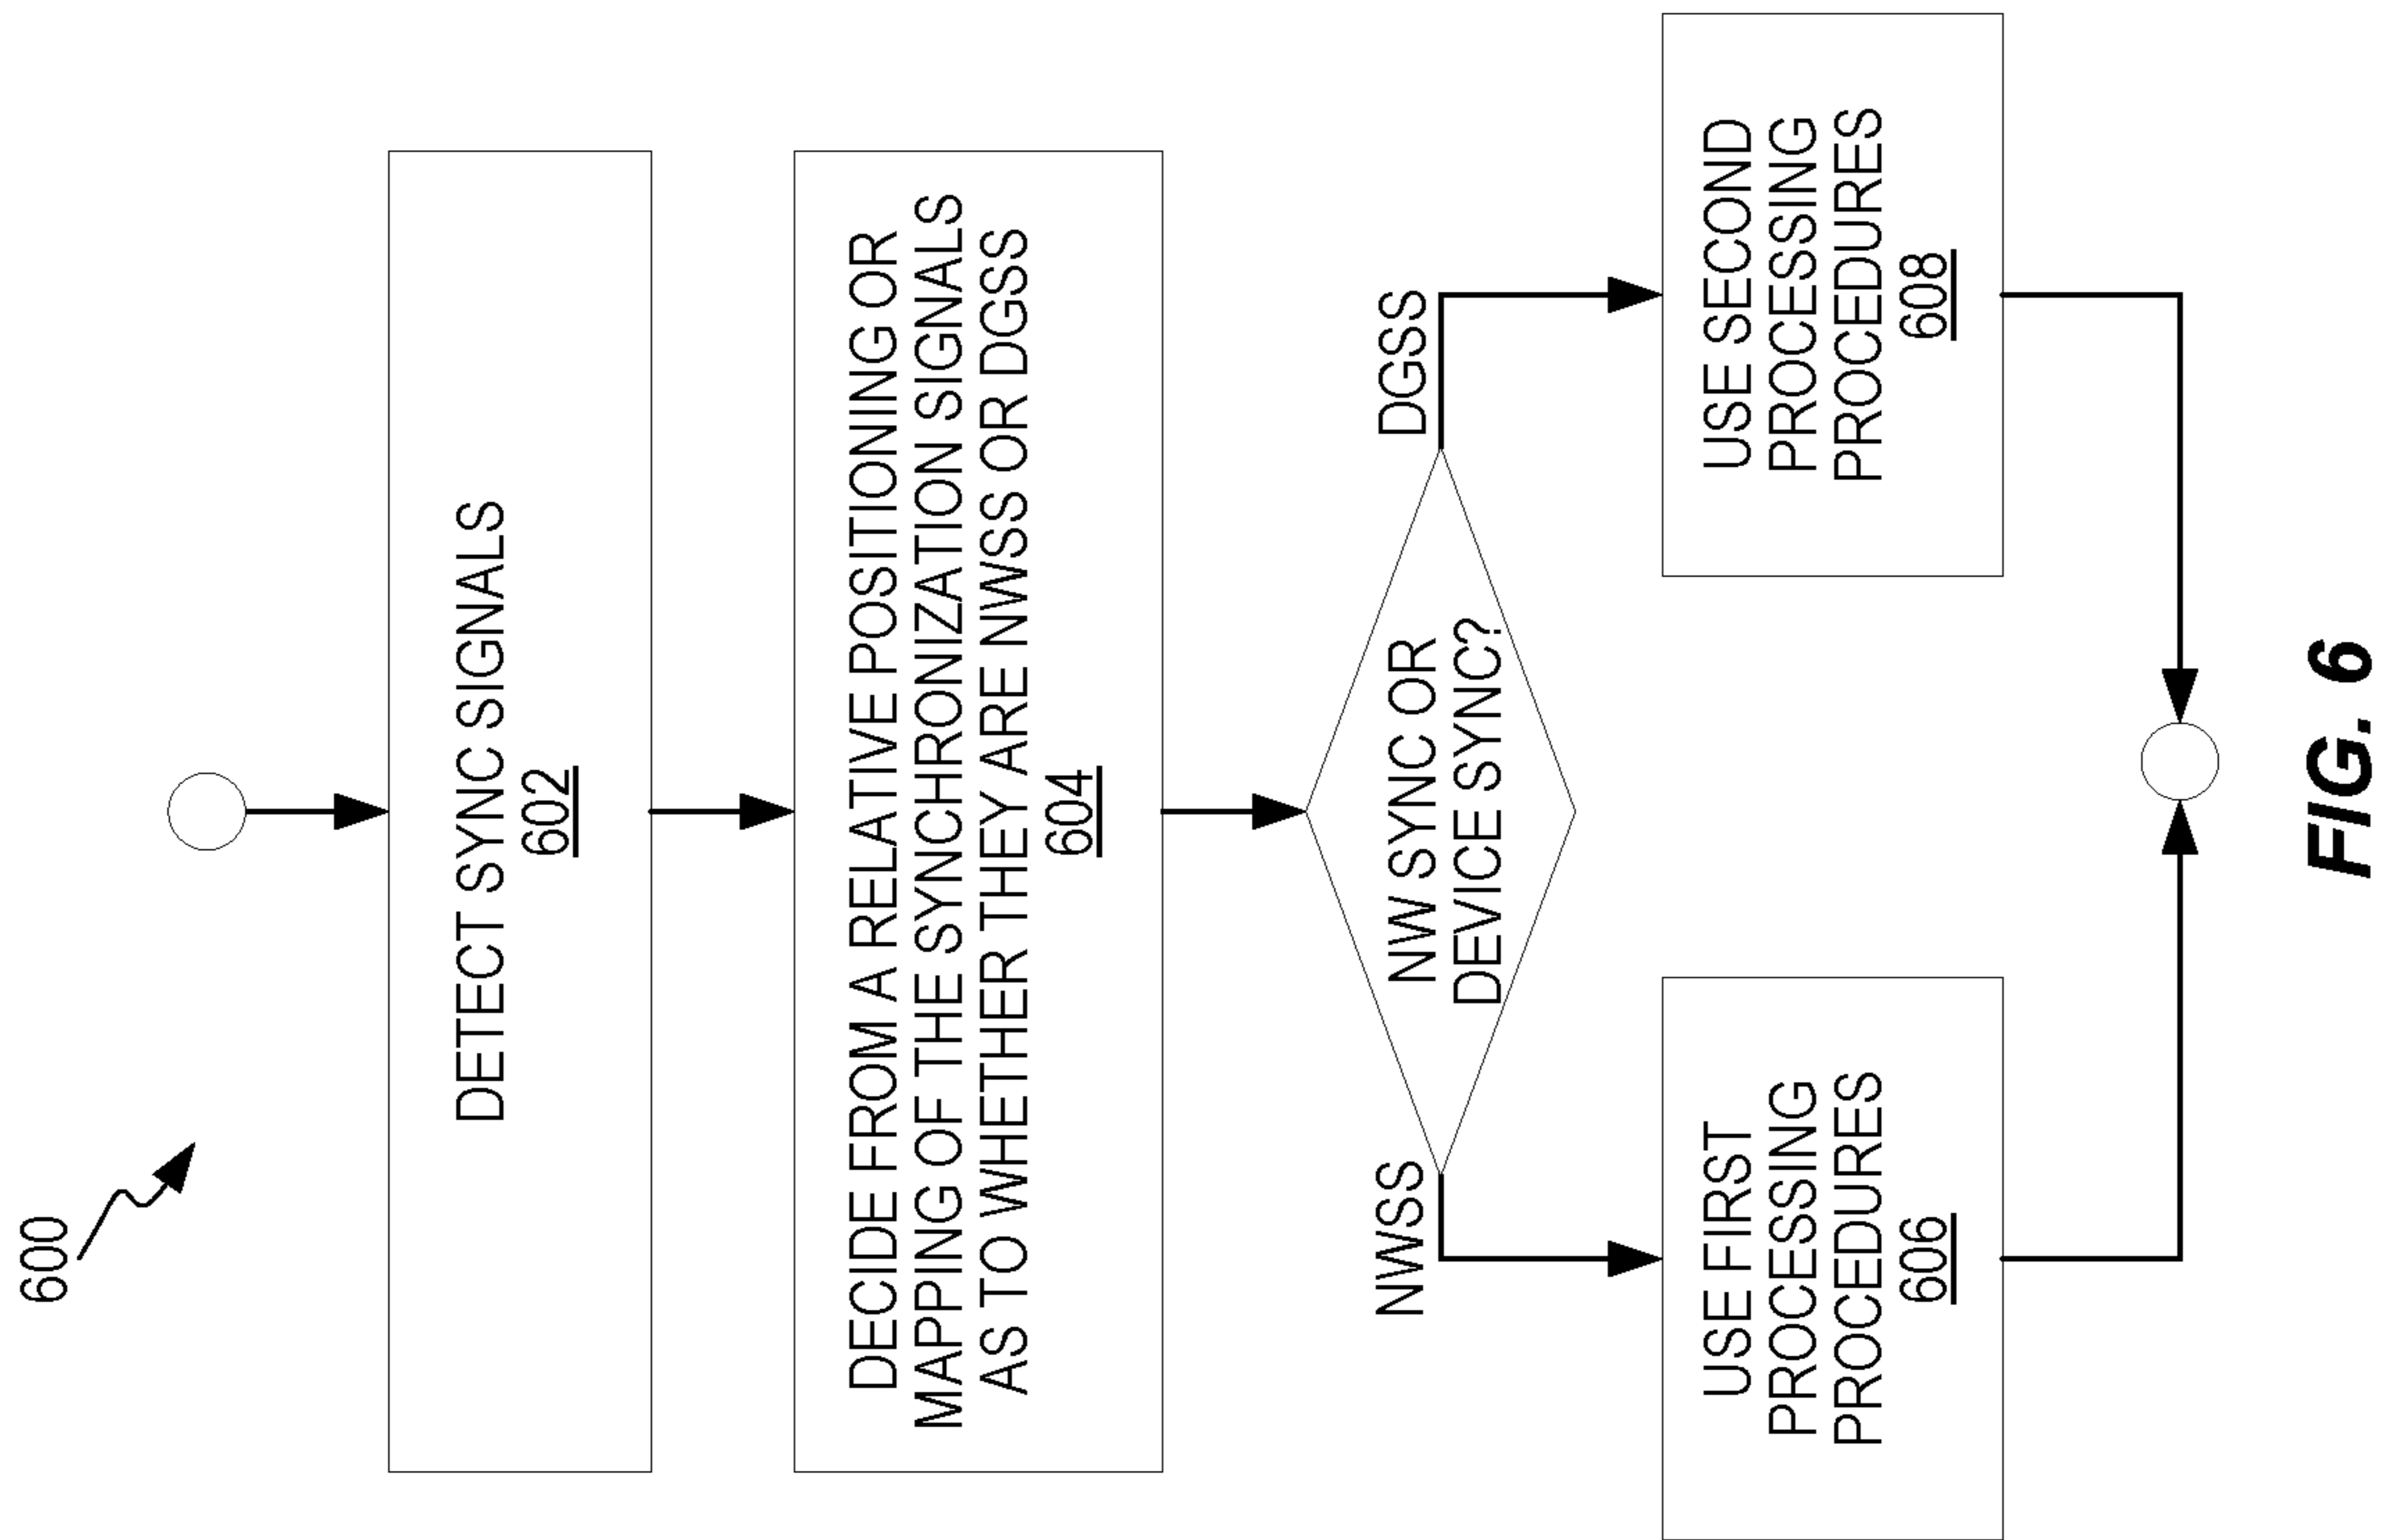 600
DETECT SYNC SIGNALS
602
DECIDE FROM A RELATIVE POSITIONING OR
MAPPING OF THE SYNCHRONIZATION SIGNALS
AS TO WHETHER THEY ARE NWSS OR DGSS
604
NW SYNC OR
DEVICE SYNC?
NWSS
DGSS
USE FIRST
PROCESSING
PROCEDURES
606
USE SECOND
PROCESSING
PROCEDURES
608
FIG. 6